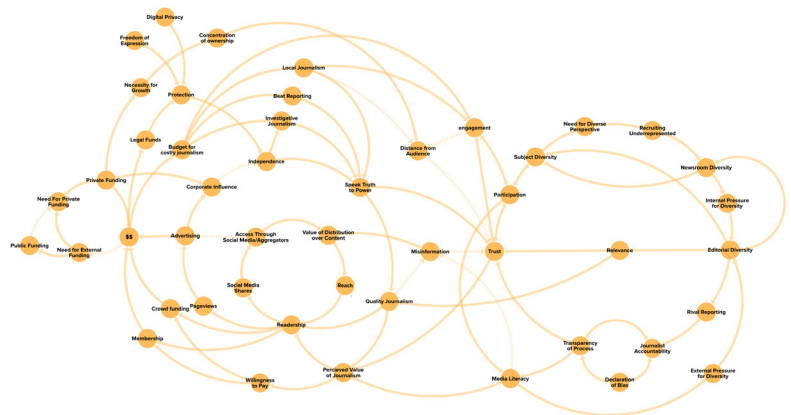 Digital Privacy
Freedom of
Expression
Concentration
of ownership
Local Journalism
Necessity for
Growth
Protection
Beat Reporting
Investigative
Journalism
engagement
Need for Diverse
Perspective
Recruiting
Underrepresented
Legal Funds
Budget for
costly journalism
Distance from
Audience
Subject Diversity
Newsroom Diversity
Independence
Private Funding
Corporate Influence
Speak Truth
to Power
Participation
Need For Private
Funding
Internal Pressure
for Diversity
$$
Advertising
Access Through
Social Media/Aggregators
Value of Distribution
over Content
Public Funding
Need for External
Funding
Misinformation
Trust
Relevance
Editorial Diversity
Social Media
Shares
Reach
Crowd funding
Pageviews
Quality Journalism
Rival Reporting
Readership
Membership
Transparency
of Process
Journalist
Accountability
Willingness
to Pay
Percieved Value
of Journalism
Media Literacy
Declaration
of Bias
External Pressure
for Diversity